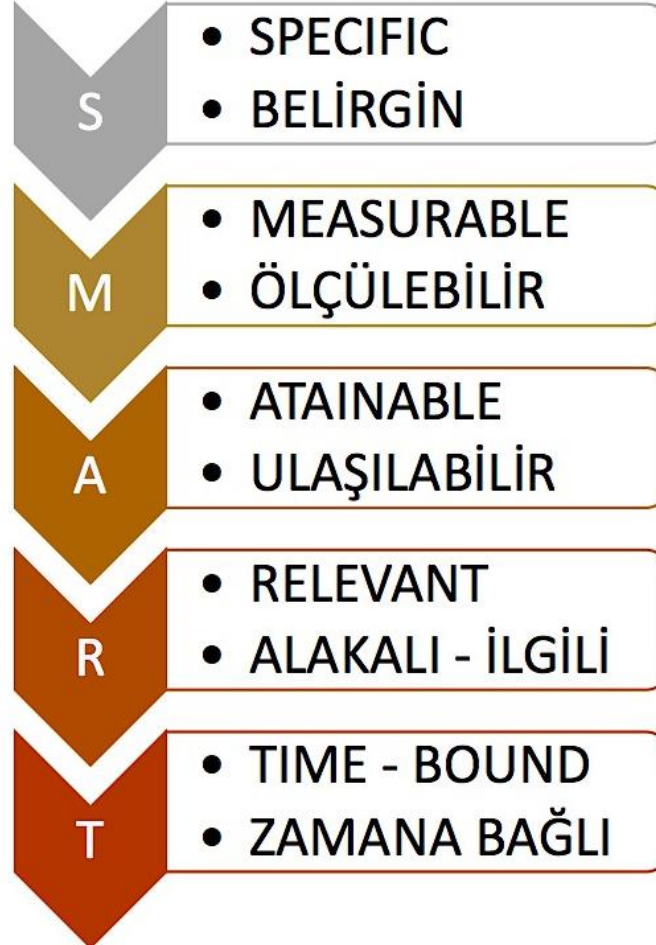 S
• SPECIFIC
• BELİRGİN
M
• MEASURABLE
• ÖLÇÜLEBİLİR
A
• ATAINABLE
• ULAŞILABİLİR
R
• RELEVANT
• ALAKALI - İLGİLİ
T
• TIME - BOUND
• ZAMANA BAĞLI